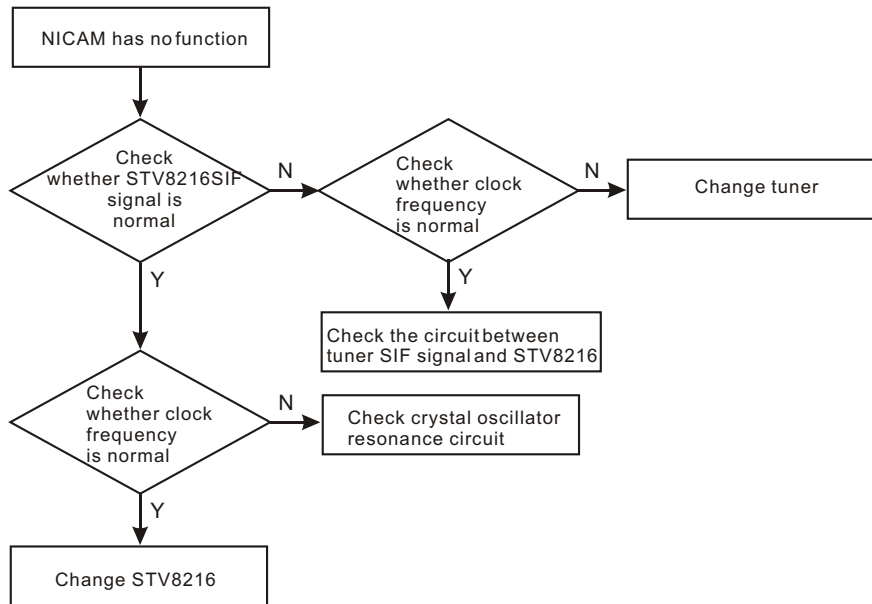 NICAM has no function
Check
whether STV8216SIF
signal is
normal
N
Check
whether clock
frequency
is normal
N
Change tuner
Y
Y
Check the circuit between
tuner SIF signal and STV8216
Check
whether clock
frequency
is normal
N
Check crystal oscillator
resonance circuit
Y
Change STV8216